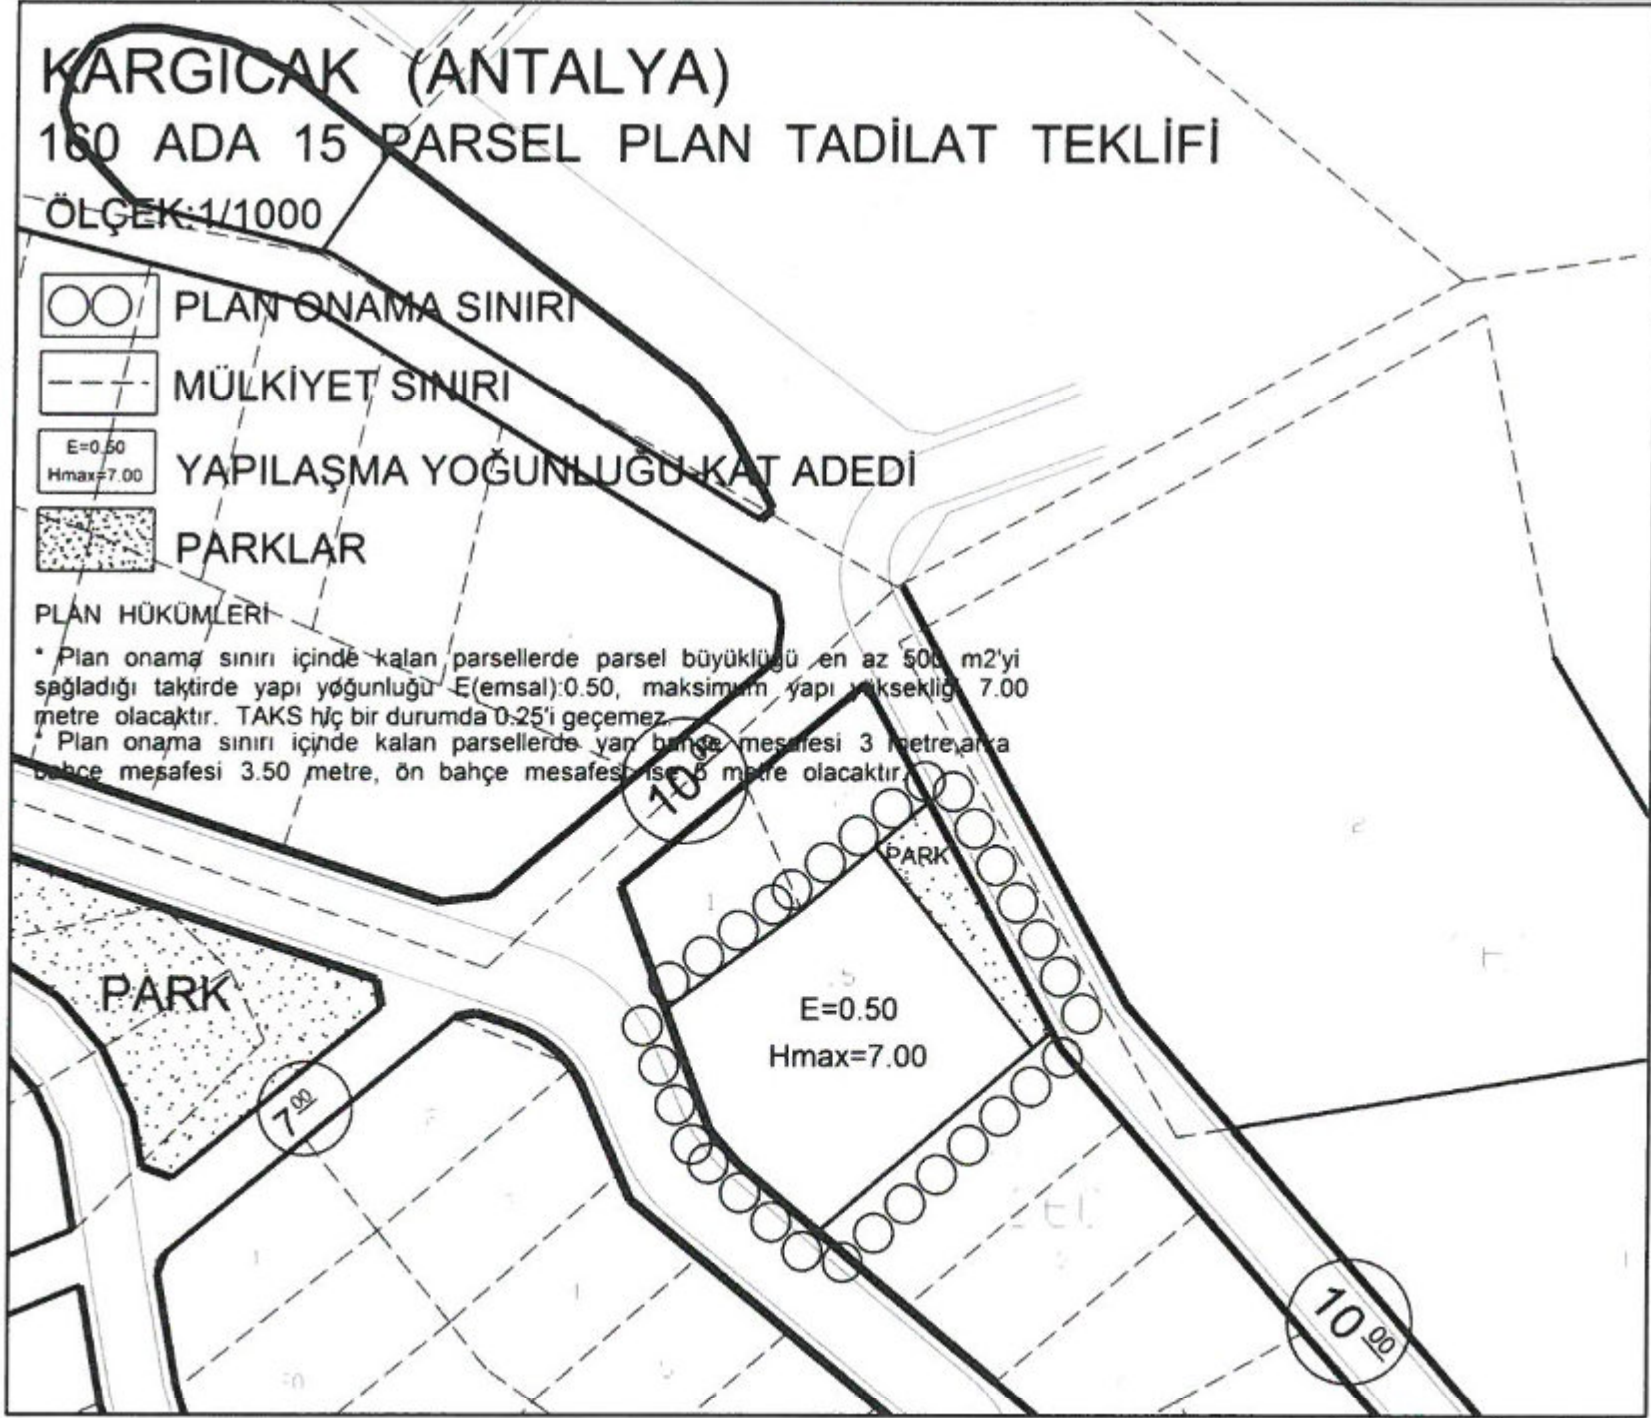 KARGICAK (ANTALYA)
160 ADA 15 PARSEL PLAN TADİLAT TEKLİFİ
ÖLÇEK:1/1000
PLAN ONAMA SINIRI
MÜLKİYET SINIRI
E=0.50
Hmax=7.00
YAPILAŞMA YOĞUNLUĞU-KAT ADEDİ
PARKLAR
PLAN HÜKÜMLERİ
* Plan onama sınırı içinde kalan parsellerde parsel büyüklüğü en az 500 m2'yi
sağladığı taktirde yapı yoğunluğu E(emsal):0.50, maksimum yapı yüksekliği 7.00
metre olacaktır. TAKS hiç bir durumda 0.25'i geçemez.
* Plan onama sınırı içinde kalan parsellerde yan bahçe mesafesi 3 metre,arka
bahçe mesafesi 3.50 metre, ön bahçe mesafesi ise 5 metre olacaktır.
10.00
PARK
PARK
E=0.50
Hmax=7.00
7.00
10.00